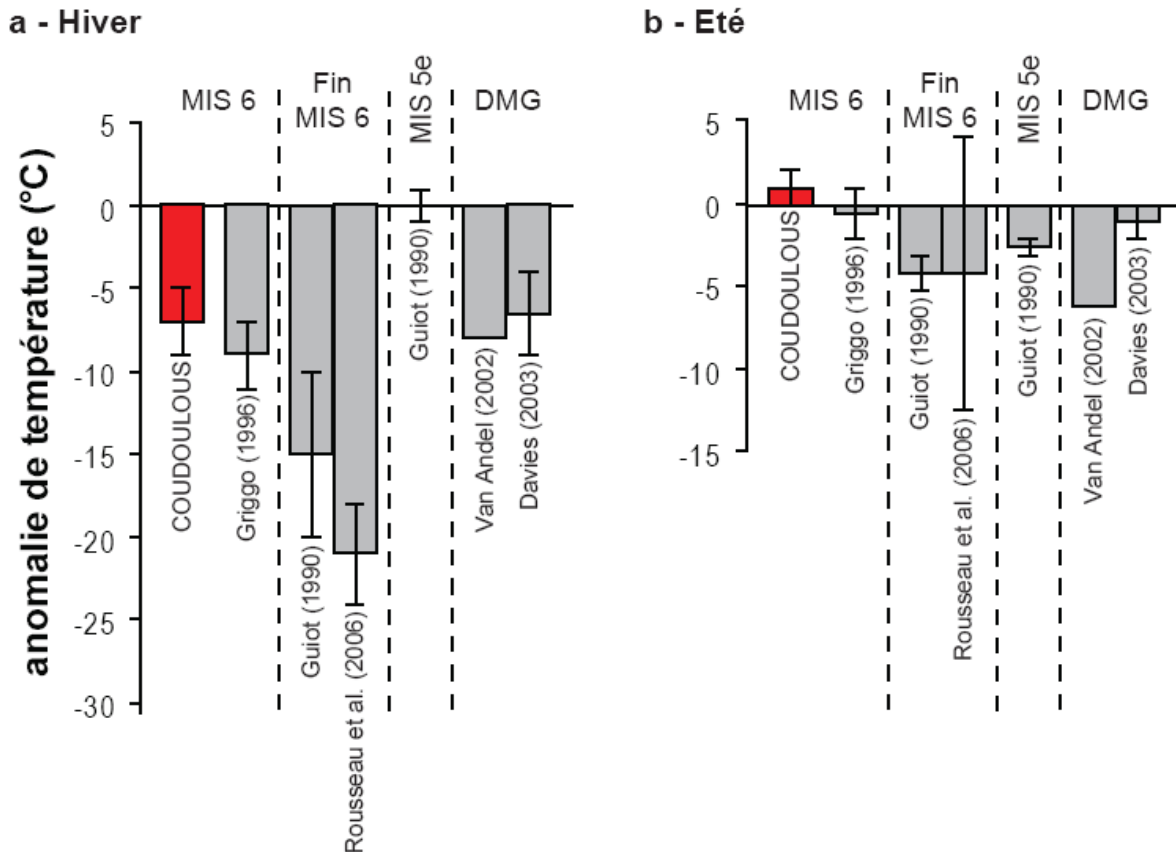 a - Hiver
MIS 6
Fin
MIS 6
MIS 5e
DMG
anomalie de température (°C)
5
0
-5
-10
-15
-20
-25
-30
COUDOULOUS
Griggo (1996)
Guiot (1990)
Rousseau et al. (2006)
Guiot (1990)
Van Andel (2002)
Davies (2003)
b - Eté
MIS 6
Fin
MIS 6
MIS 5e
DMG
5
0
-5
-10
-15
COUDOULOUS
Griggo (1996)
Guiot (1990)
Rousseau et al. (2006)
Guiot (1990)
Van Andel (2002)
Davies (2003)